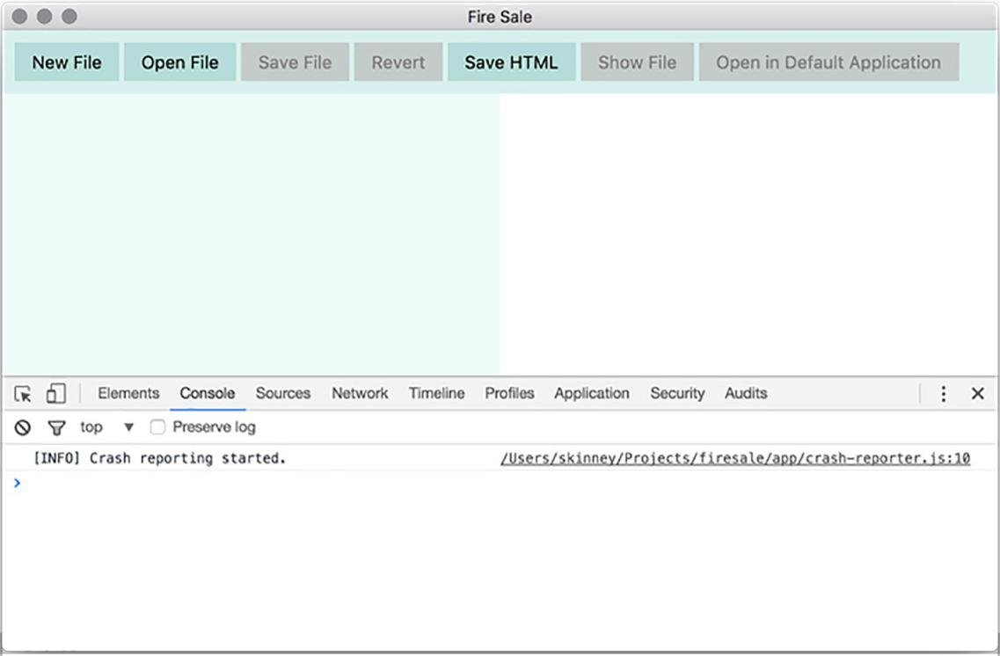 Fire Sale
New File Open File Save File Revert Save HTML Show File Open in Default Application
Elements Console Sources Network Timeline Profiles Application Security Audits
top Preserve log
[INFO] Crash reporting started. /Users/skinney/Projects/firesale/app/crash-reporter.js:10